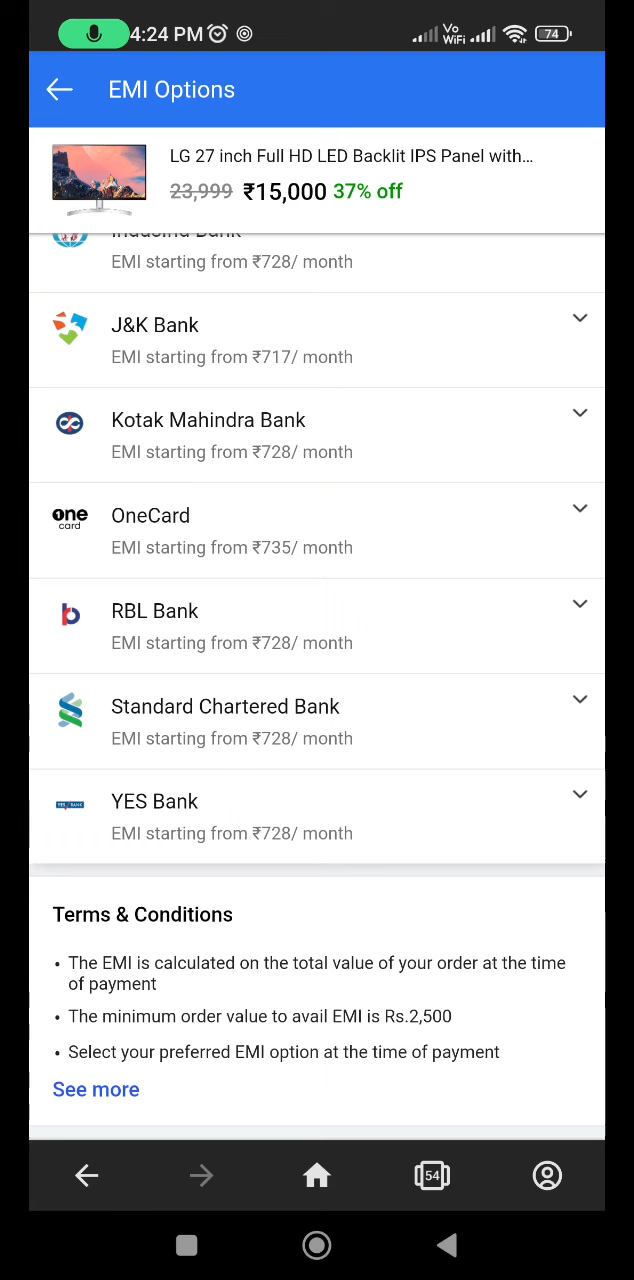 4:24 PM
Vo
WiFi
74
EMI Options
LG 27 inch Full HD LED Backlit IPS Panel with...
23,999 ₹15,000 37% off
IndusInd Bank
EMI starting from ₹728/ month
J&K Bank
EMI starting from ₹717/ month
Kotak Mahindra Bank
EMI starting from ₹728/ month
one
card
OneCard
EMI starting from ₹735/ month
RBL Bank
EMI starting from ₹728/ month
Standard Chartered Bank
EMI starting from ₹728/ month
YES BANK
YES Bank
EMI starting from ₹728/ month
Terms & Conditions
• The EMI is calculated on the total value of your order at the time
of payment
• The minimum order value to avail EMI is Rs.2,500
• Select your preferred EMI option at the time of payment
See more
54